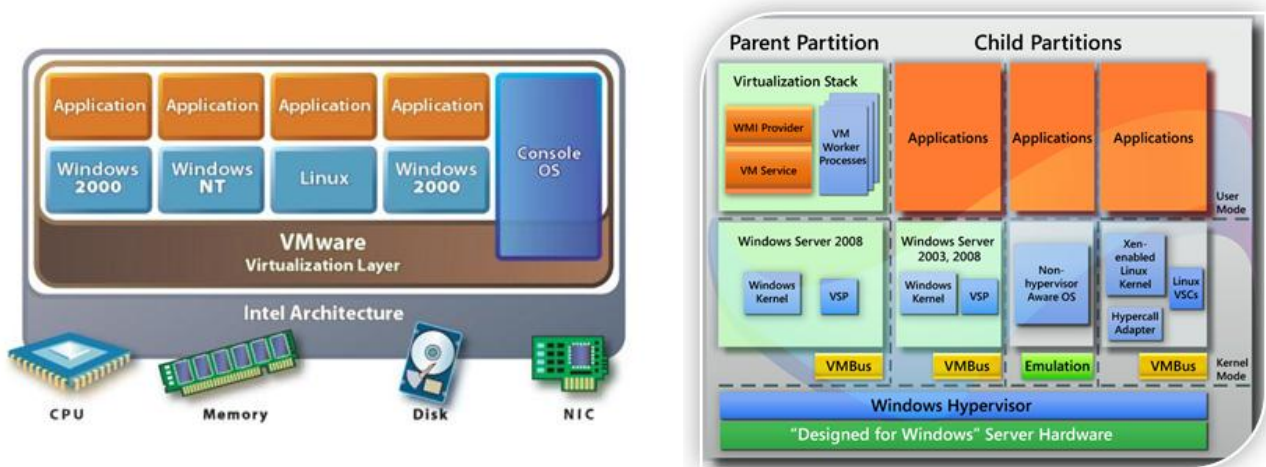 Application
Application
Application
Application
Console
OS
Windows
2000
Windows
NT
Linux
Windows
2000
VMware
Virtualization Layer
Intel Architecture
CPU
Memory
Disk
NIC
Parent Partition
Child Partitions
Virtualization Stack
WMI Provider
VM Service
VM
Worker
Processes
Applications
Applications
Applications
User
Mode
Windows Server 2008
Windows
Kernel
VSP
Windows Server
2003, 2008
Windows
Kernel
VSP
Non-
hypervisor
Aware OS
Xen-
enabled
Linux
Kernel
Linux
VSCs
Hypercall
Adapter
VMBus
VMBus
Emulation
VMBus
Kernel
Mode
Windows Hypervisor
"Designed for Windows" Server Hardware